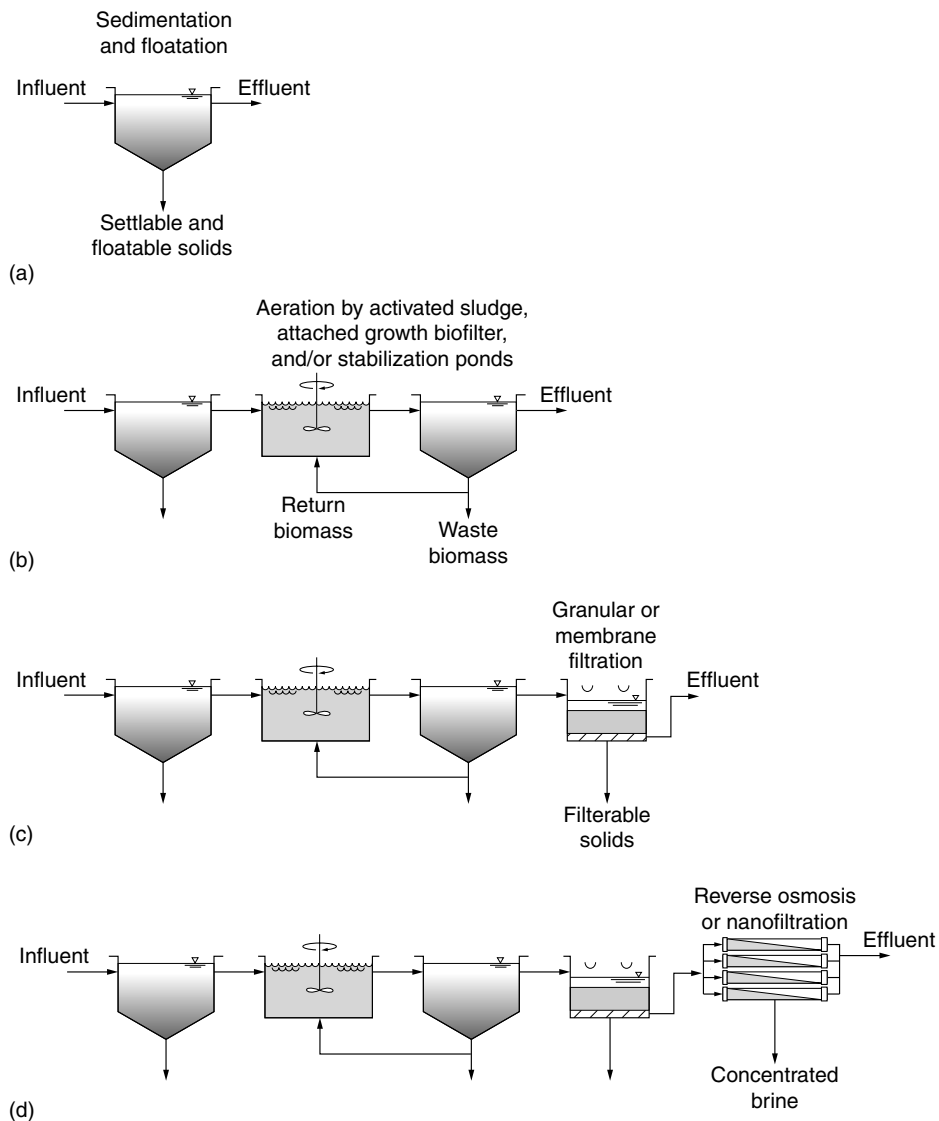 Sedimentation
and floatation
Influent
Effluent
Settlable and
floatable solids
(a)
Aeration by activated sludge,
attached growth biofilter,
and/or stabilization ponds
Influent
Effluent
Return
biomass
Waste
biomass
(b)
Granular or
membrane
filtration
Influent
Effluent
Filterable
solids
(c)
Reverse osmosis
or nanofiltration
Influent
Effluent
Concentrated
brine
(d)